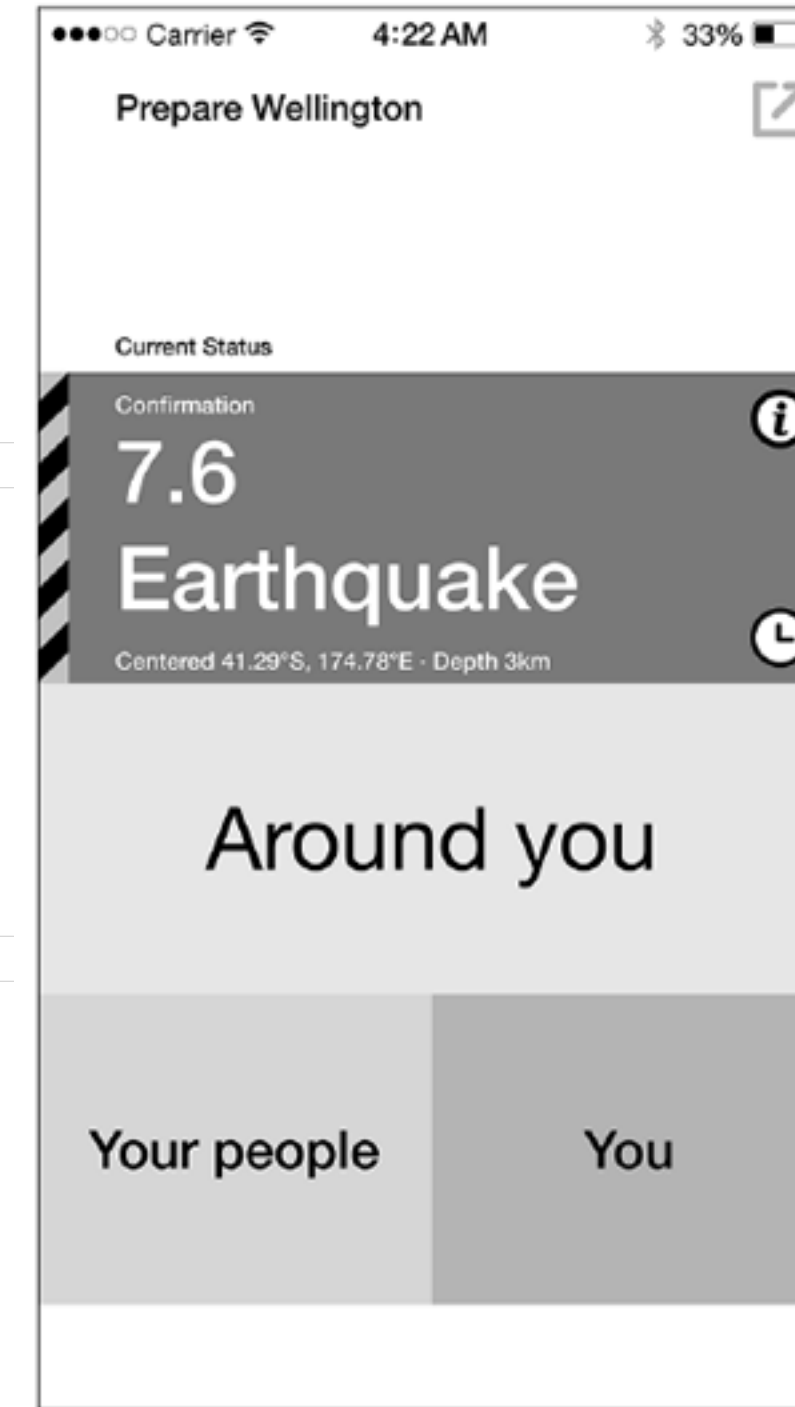 Carrier 4:22 AM 33%
Prepare Wellington
Current Status
Confirmation
7.6
Earthquake
Centered 41.29°S, 174.78°E · Depth 3km
Around you
Your people You